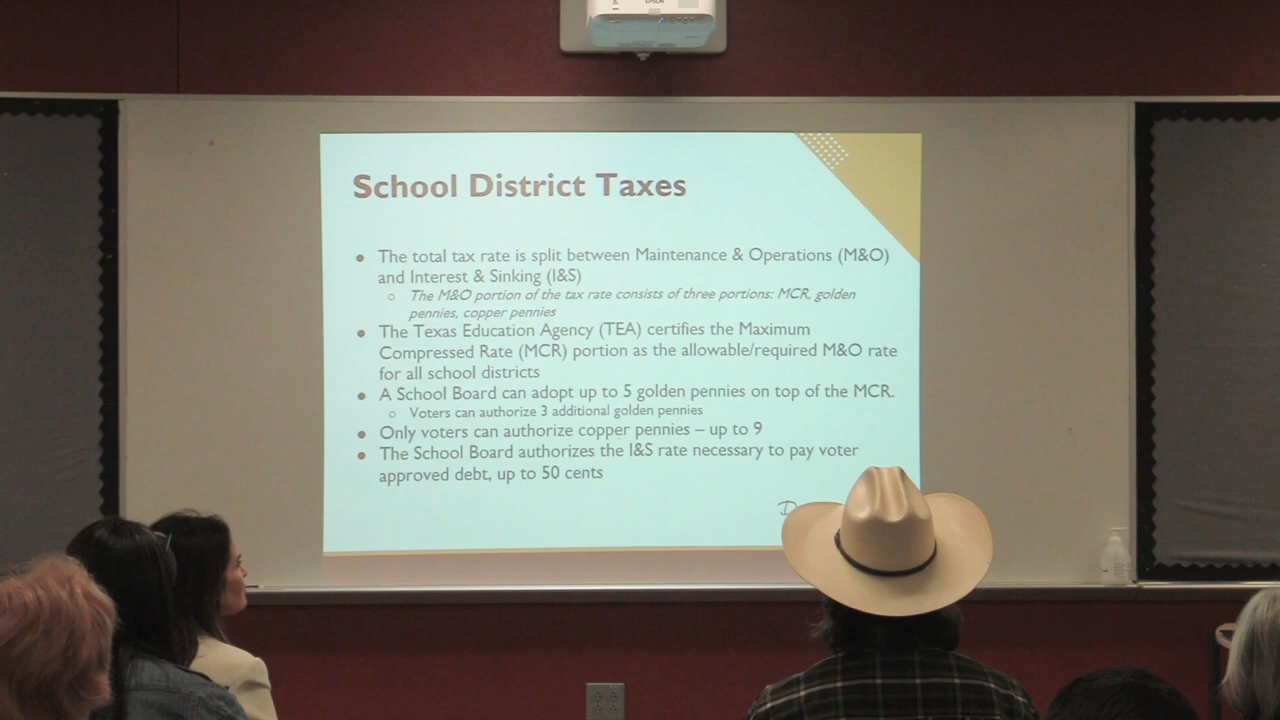 EPSON
School District Taxes
The total tax rate is split between Maintenance & Operations (M&O)
and Interest & Sinking (I&S)
The M&O portion of the tax rate consists of three portions: MCR, golden
pennies, copper pennies
The Texas Education Agency (TEA) certifies the Maximum
Compressed Rate (MCR) portion as the allowable/required M&O rate
for all school districts
A School Board can adopt up to 5 golden pennies on top of the MCR.
Voters can authorize 3 additional golden pennies
Only voters can authorize copper pennies – up to 9
The School Board authorizes the I&S rate necessary to pay voter
approved debt, up to 50 cents